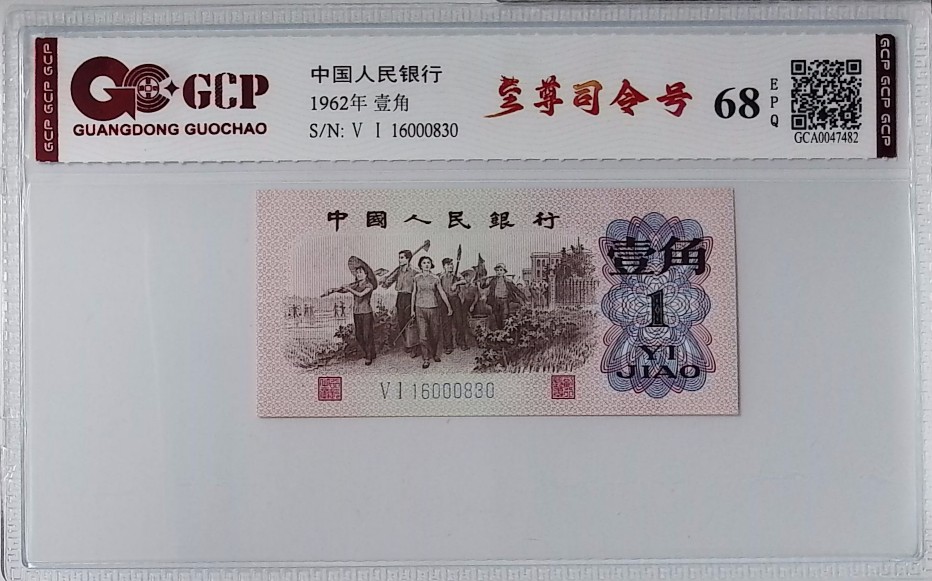 GCP GCP GCP
GCP
GUANGDONG GUOCHAO
中国人民银行
1962年 壹角
S/N: V I 16000830
至尊司令号
68
EPQ
GCA0047482
GCP GCP GCP
中國人民銀行
壹角
1
YI
JIAO
V I 16000830